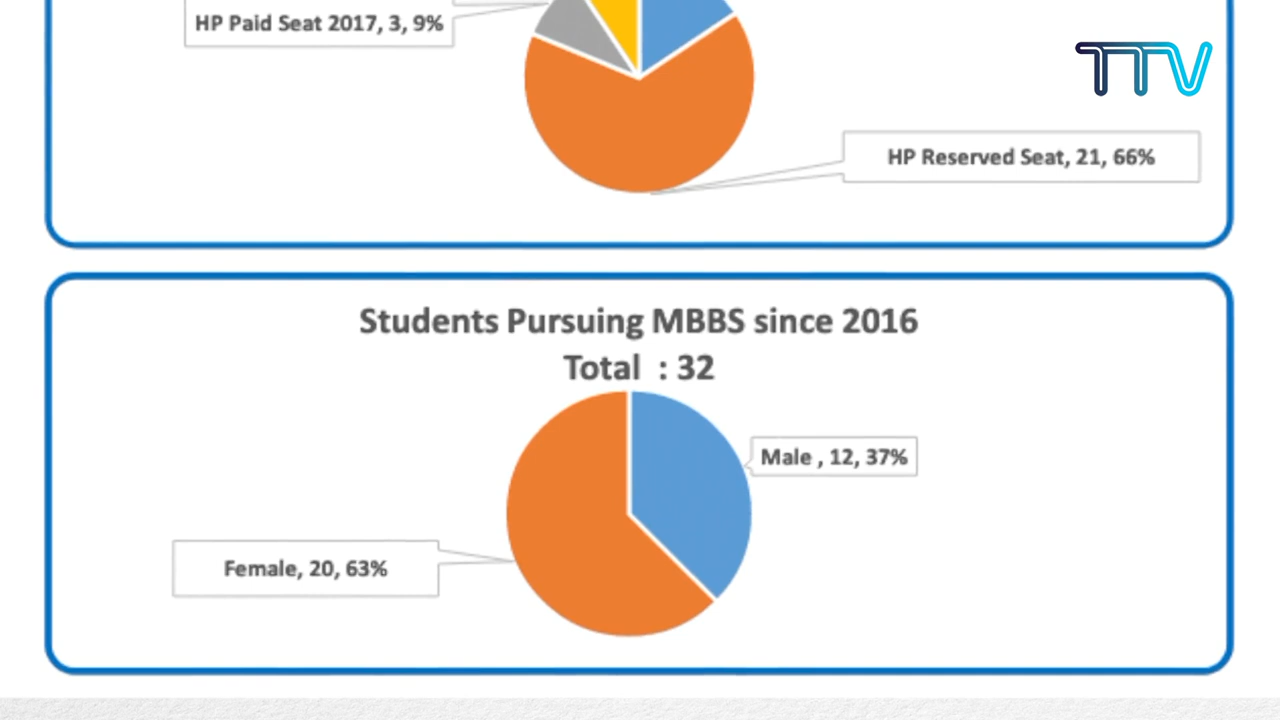 HP Paid Seat 2017, 3, 9%
TTV
HP Reserved Seat, 21, 66%
Students Pursuing MBBS since 2016
Total : 32
Male , 12, 37%
Female, 20, 63%